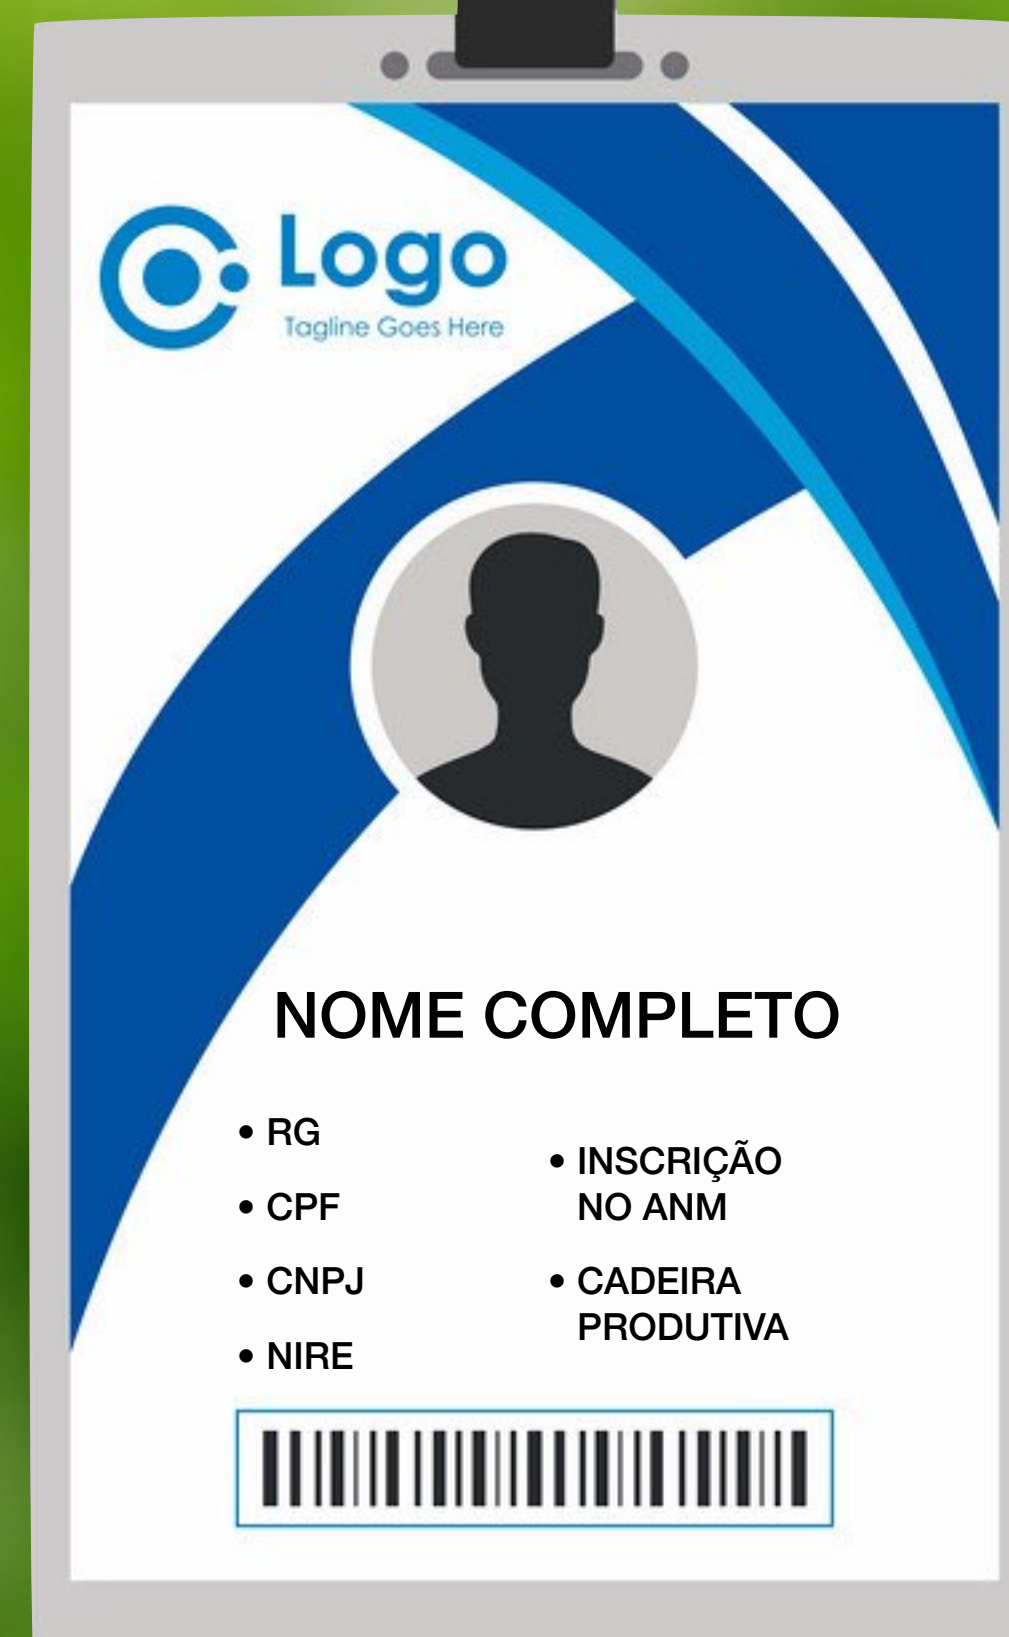 Logo
Tagline Goes Here
NOME COMPLETO
• RG
• CPF
• CNPJ
• NIRE
• INSCRIÇÃO
NO ANM
• CADEIRA
PRODUTIVA